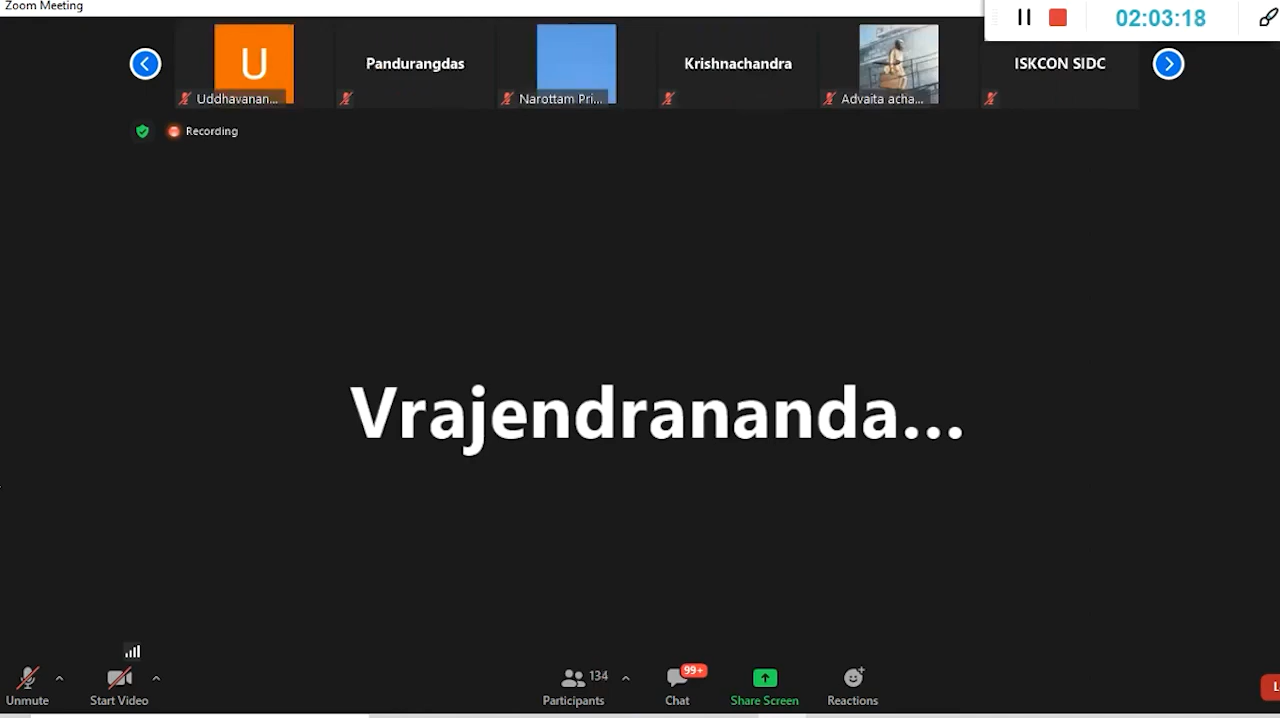 Zoom Meeting
02:03:18
U
Uddhavanan...
Pandurangdas
Narottam Pri...
Krishnachandra
Advaita acha...
ISKCON SIDC
Recording
Vrajendrananda...
Unmute
Start Video
134
Participants
99+
Chat
Share Screen
Reactions
L